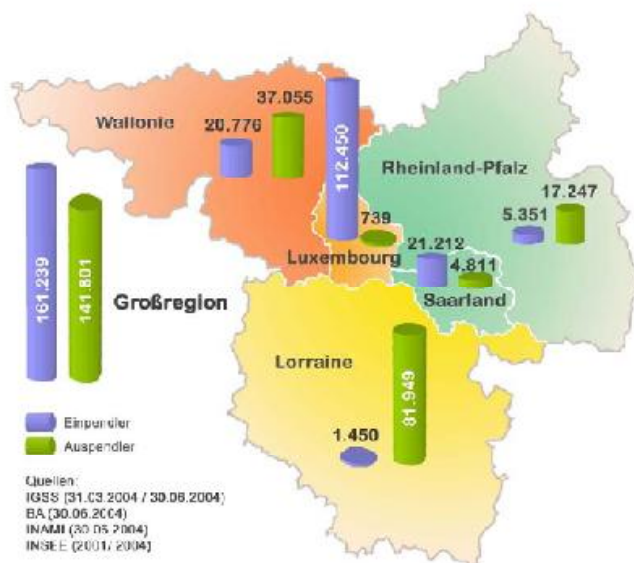 37.055
Wallonie
20.776
112.450
Rheinland-Pfalz
17.247
5.351
739
21.212
Luxembourg
4.811
161.239
141.801
Großregion
Saarland
Lorraine
81.949
1.450
Einpendler
Auspendler
Quellen:
IGSS (31.03.2004 / 30.06.2004)
BA (30.06.2004)
INAMI (30.06.2004)
INSEE (2001/ 2004)